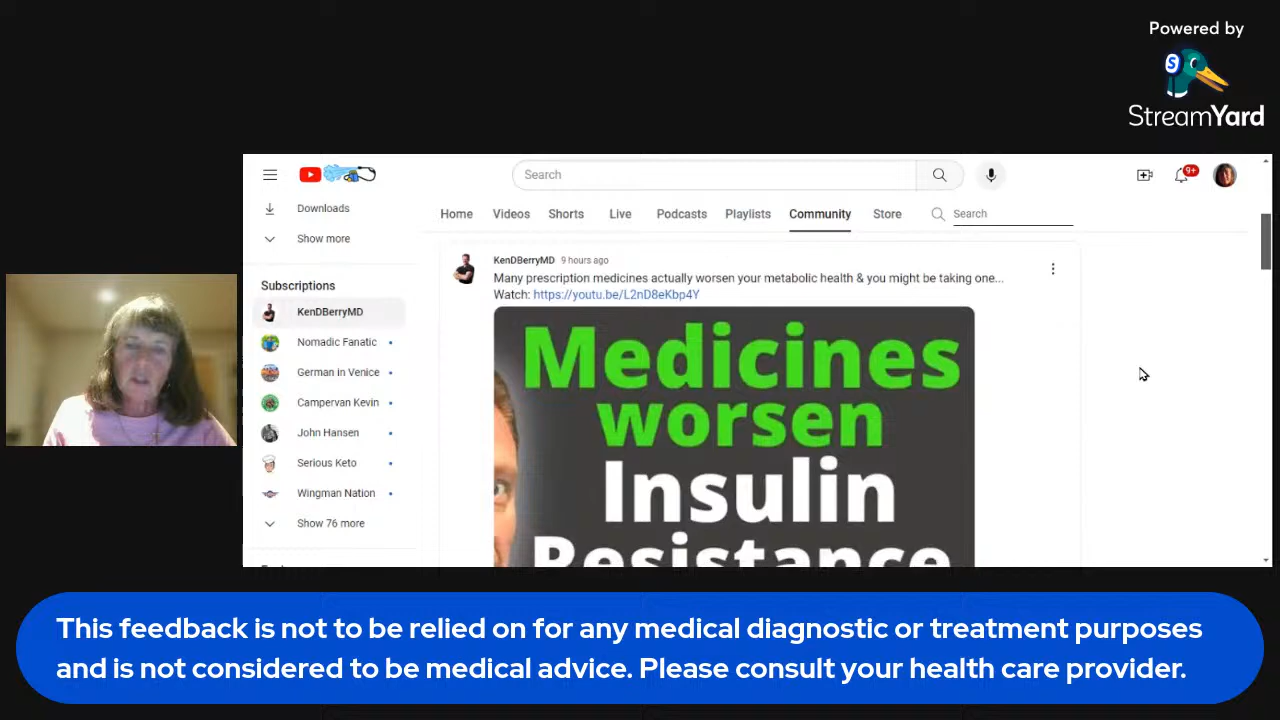 Powered by
StreamYard
Search
9+
Downloads
Show more
Subscriptions
KenDBerryMD
Nomadic Fanatic
German in Venice
Campervan Kevin
John Hansen
Serious Keto
Wingman Nation
Show 76 more
Home Videos Shorts Live Podcasts Playlists Community Store Search
KenDBerryMD 9 hours ago
Many prescription medicines actually worsen your metabolic health & you might be taking one...
Watch: https://youtu.be/L2nD8eKbp4Y
Medicines
worsen
Insulin
Resistance
This feedback is not to be relied on for any medical diagnostic or treatment purposes
and is not considered to be medical advice. Please consult your health care provider.